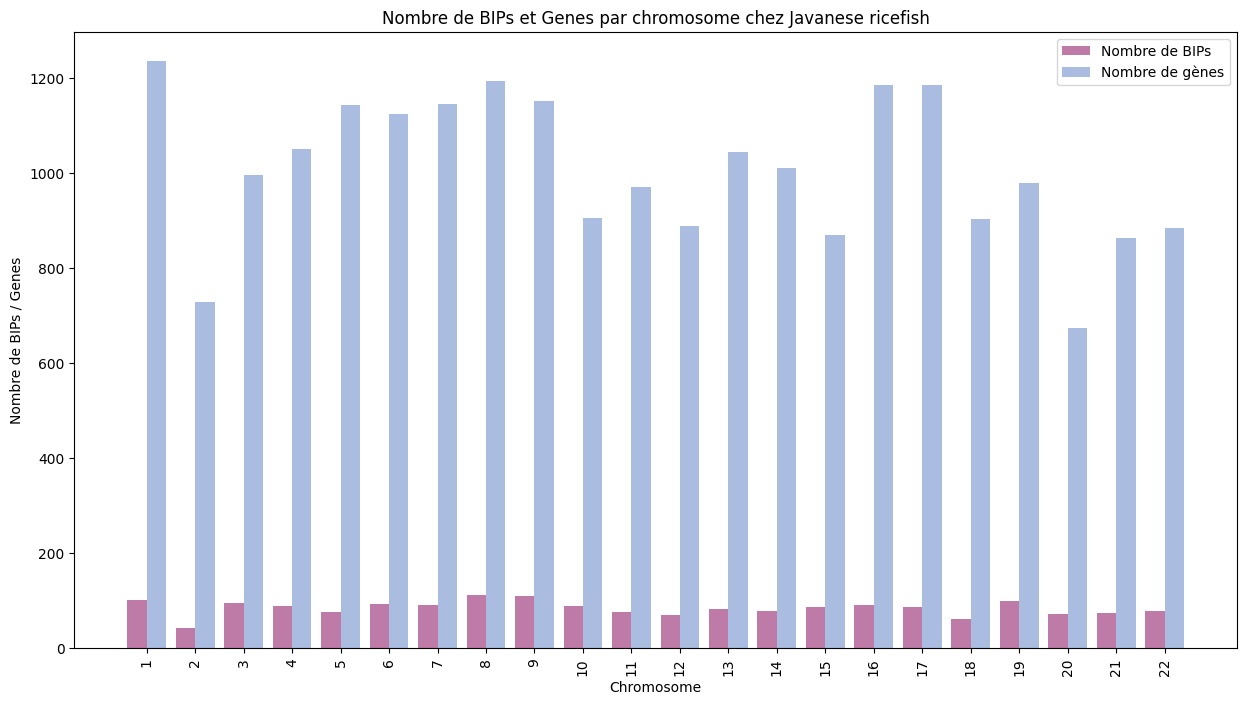 Nombre de BIPs et Genes par chromosome chez Javanese ricefish
Nombre de BIPs
Nombre de gènes
Nombre de BIPs / Genes
1200
1000
800
600
400
200
0
1 2 3 4 5 6 7 8 9 10 11 12 13 14 15 16 17 18 19 20 21 22
Chromosome